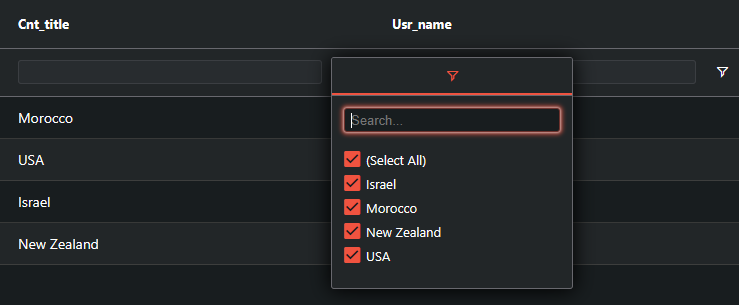 Cnt_title Usr_name
Search...
Morocco
(Select All)
USA
Israel
Israel
Morocco
New Zealand
New Zealand
USA